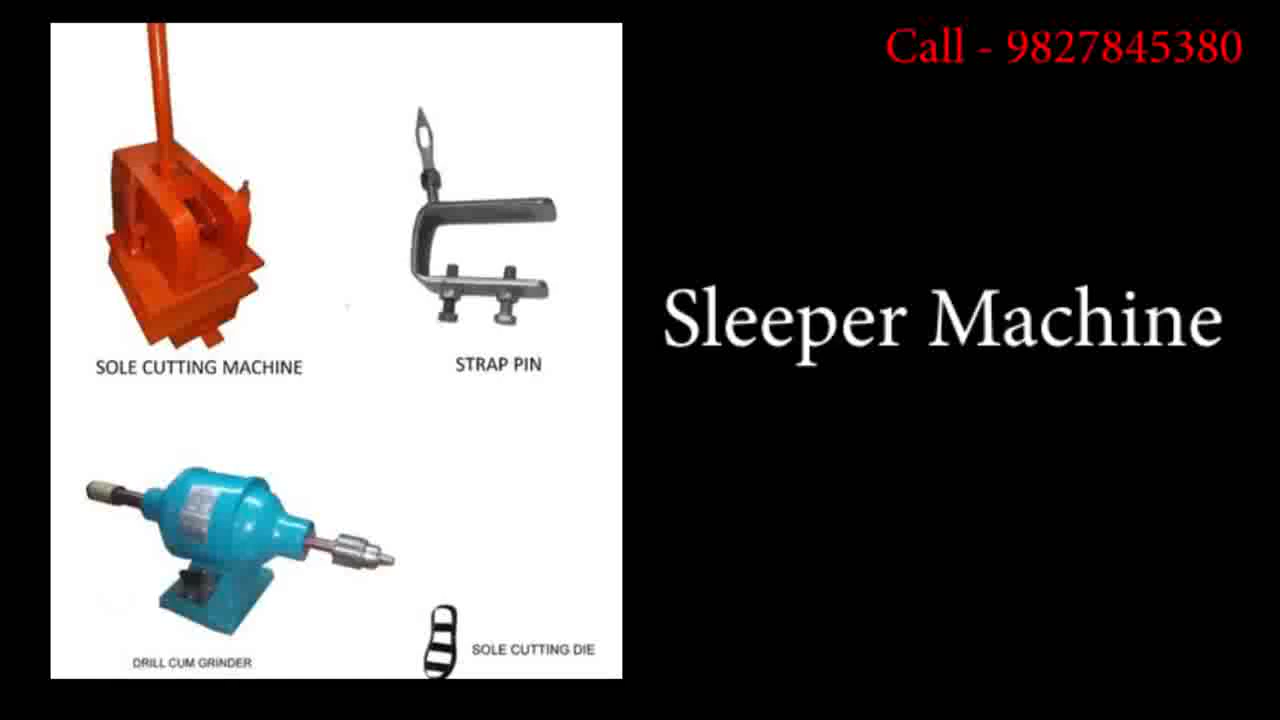 Call - 9827845380
SOLE CUTTING MACHINE
STRAP PIN
Sleeper Machine
DRILL CUM GRINDER
SOLE CUTTING DIE